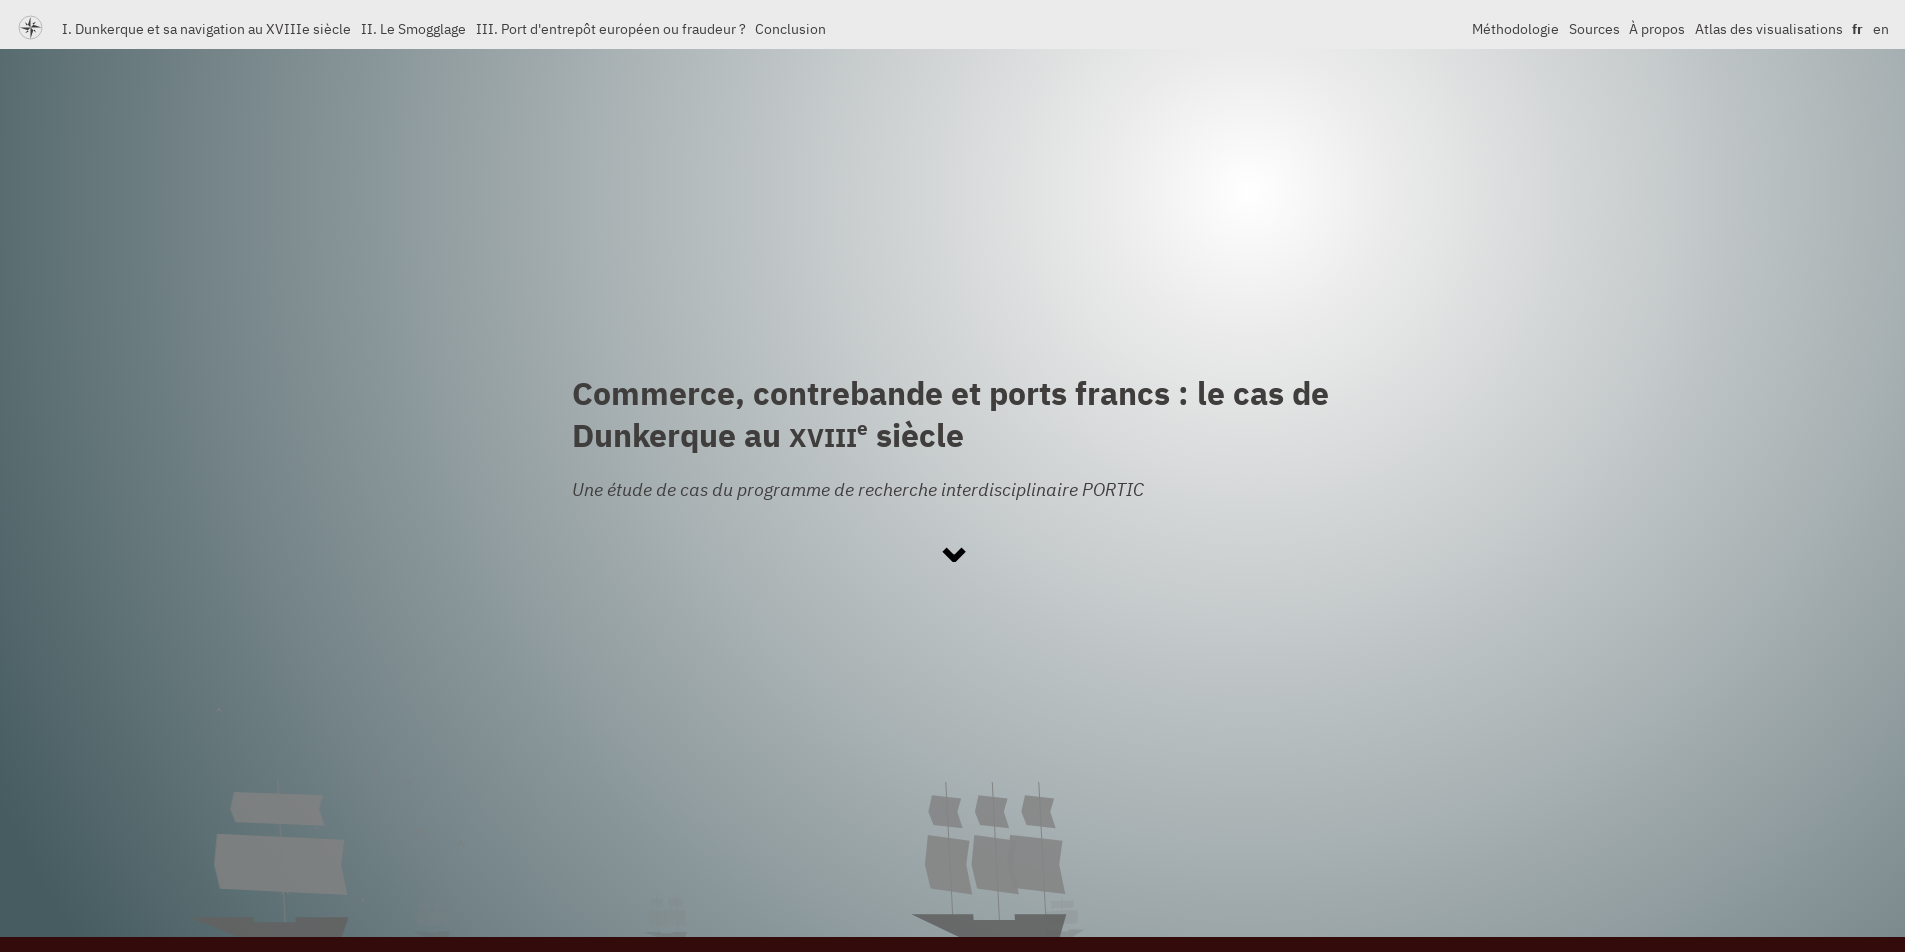 I. Dunkerque et sa navigation au XVIIIe siècle II. Le Smogglage III. Port d'entrepôt européen ou fraudeur ? Conclusion Méthodologie Sources À propos Atlas des visualisations fr en
Commerce, contrebande et ports francs : le cas de
Dunkerque au XVIIIe siècle
Une étude de cas du programme de recherche interdisciplinaire PORTIC